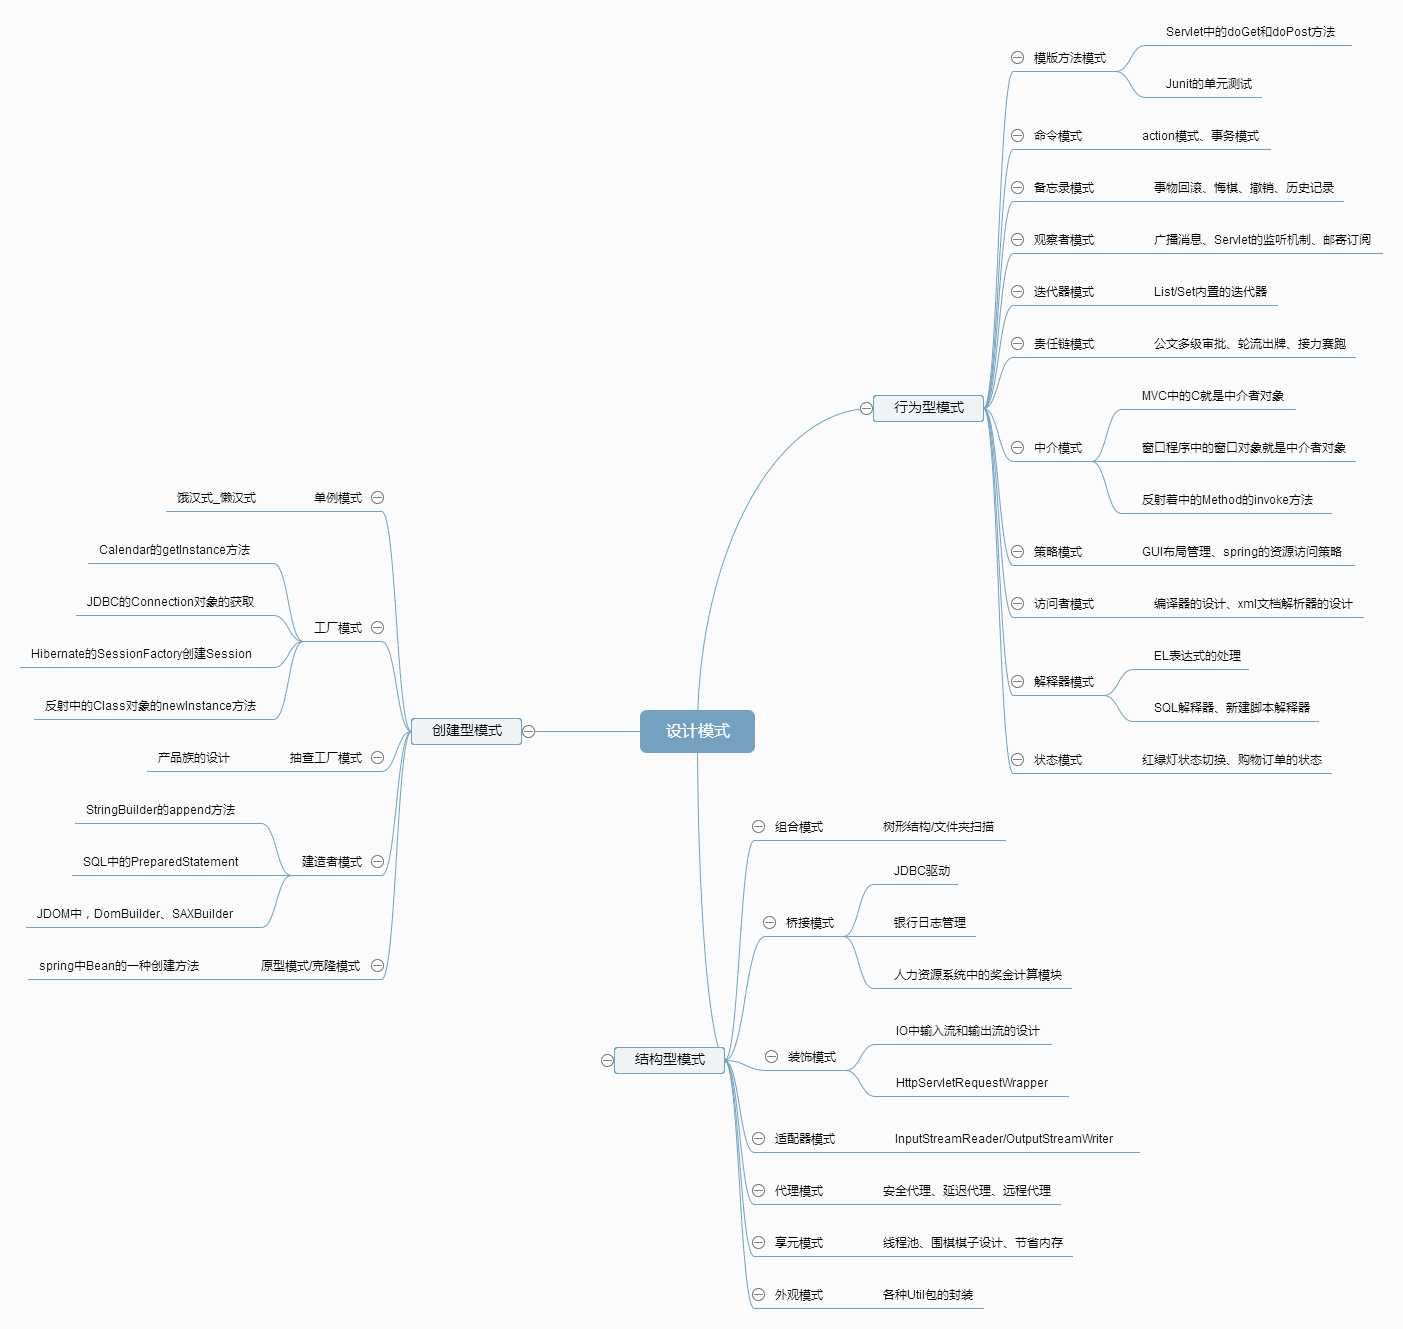 设计模式
行为型模式
模版方法模式
Servlet中的doGet和doPost方法
Junit的单元测试
命令模式
action模式、事务模式
备忘录模式
事物回滚、悔棋、撤销、历史记录
观察者模式
广播消息、Servlet的监听机制、邮寄订阅
迭代器模式
List/Set内置的迭代器
责任链模式
公文多级审批、轮流出牌、接力赛跑
中介模式
MVC中的C就是中介者对象
窗口程序中的窗口对象就是中介者对象
反射着中的Method的invoke方法
策略模式
GUI布局管理、spring的资源访问策略
访问者模式
编译器的设计、xml文档解析器的设计
解释器模式
EL表达式的处理
SQL解释器、新建脚本解释器
状态模式
红绿灯状态切换、购物订单的状态
创建型模式
单例模式
饿汉式_懒汉式
工厂模式
Calendar的getInstance方法
JDBC的Connection对象的获取
Hibernate的SessionFactory创建Session
反射中的Class对象的newInstance方法
抽查工厂模式
产品族的设计
建造者模式
StringBuilder的append方法
SQL中的PreparedStatement
JDOM中，DomBuilder、SAXBuilder
原型模式/克隆模式
spring中Bean的一种创建方法
结构型模式
组合模式
树形结构/文件夹扫描
桥接模式
JDBC驱动
银行日志管理
人力资源系统中的奖金计算模块
装饰模式
IO中输入流和输出流的设计
HttpServletRequestWrapper
适配器模式
InputStreamReader/OutputStreamWriter
代理模式
安全代理、延迟代理、远程代理
享元模式
线程池、围棋棋子设计、节省内存
外观模式
各种Util包的封装